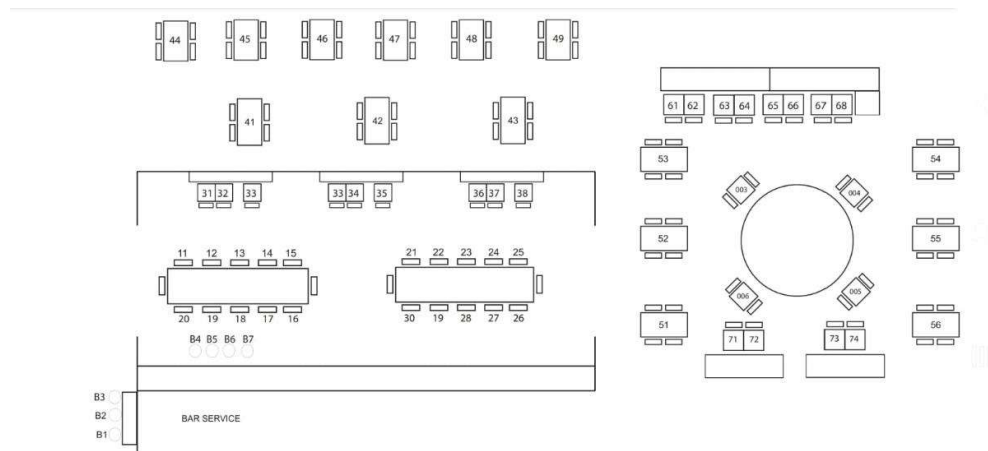 44 45 46 47 48 49
41 42 43
61 62 63 64 65 66 67 68
53 54
31 32 33 33 34 35 36 37 38
003 004
52 55
11 12 13 14 15
21 22 23 24 25
20 19 18 17 16
30 19 28 27 26
006 005
51 56
B4 B5 B6 B7
71 72 73 74
B3
B2
B1
BAR SERVICE